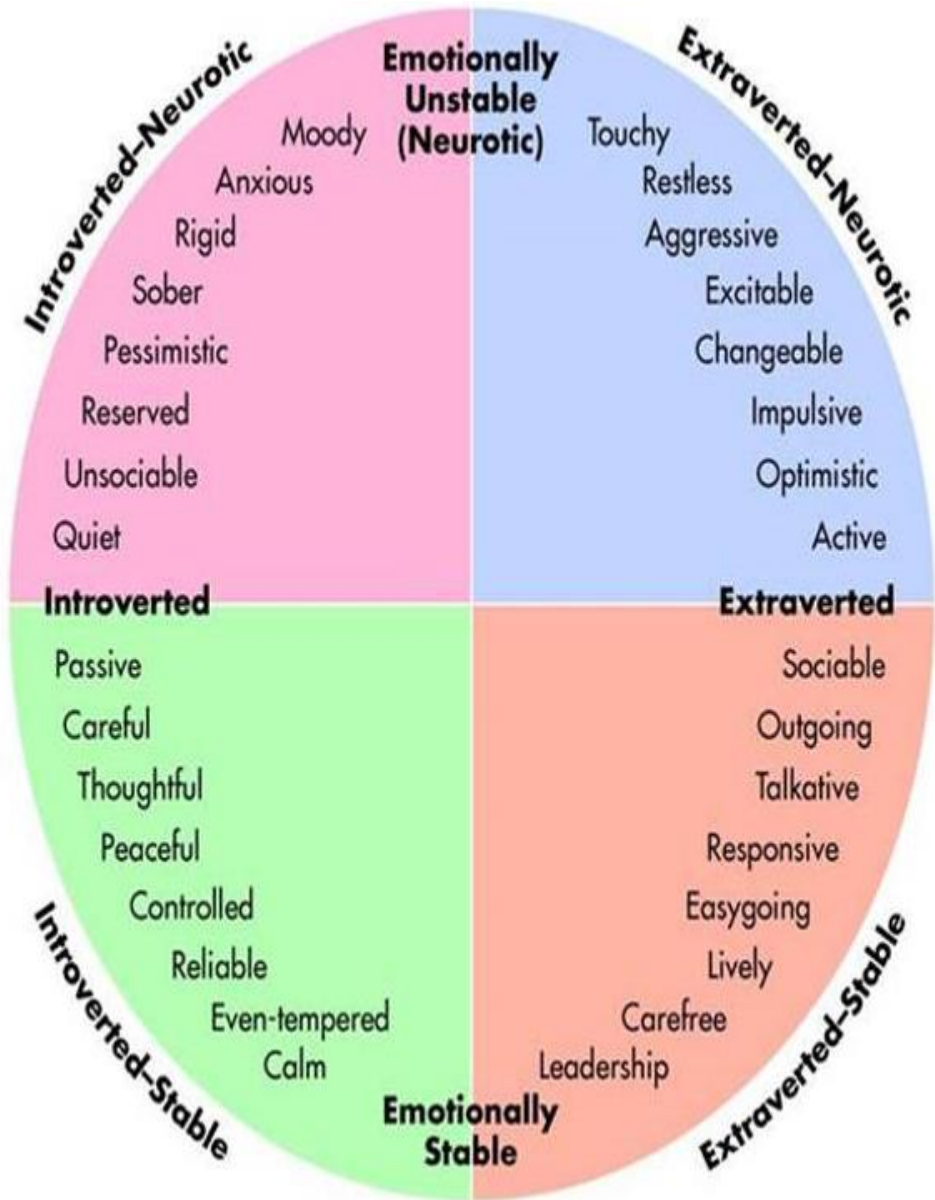 Emotionally
Unstable
(Neurotic)
Introverted–Neurotic
Moody
Anxious
Rigid
Sober
Pessimistic
Reserved
Unsociable
Quiet
Extraverted–Neurotic
Touchy
Restless
Aggressive
Excitable
Changeable
Impulsive
Optimistic
Active
Introverted
Extraverted
Passive
Careful
Thoughtful
Peaceful
Controlled
Reliable
Even-tempered
Calm
Introverted–Stable
Sociable
Outgoing
Talkative
Responsive
Easygoing
Lively
Carefree
Leadership
Extraverted–Stable
Emotionally
Stable